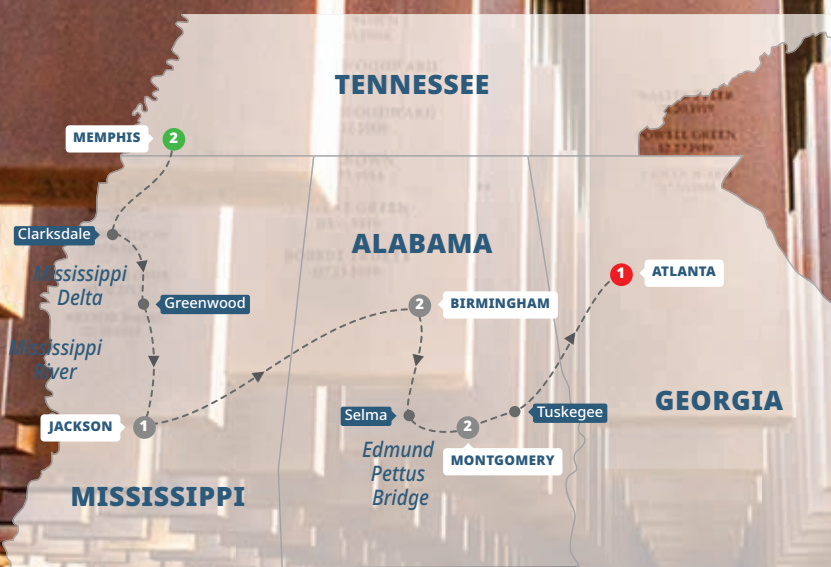 TENNESSEE
MEMPHIS
2
Clarksdale
ALABAMA
Mississippi
Delta
1
ATLANTA
Greenwood
2
BIRMINGHAM
Mississippi
River
GEORGIA
Selma
Tuskegee
JACKSON
1
2
Edmund
Pettus
Bridge
MONTGOMERY
MISSISSIPPI